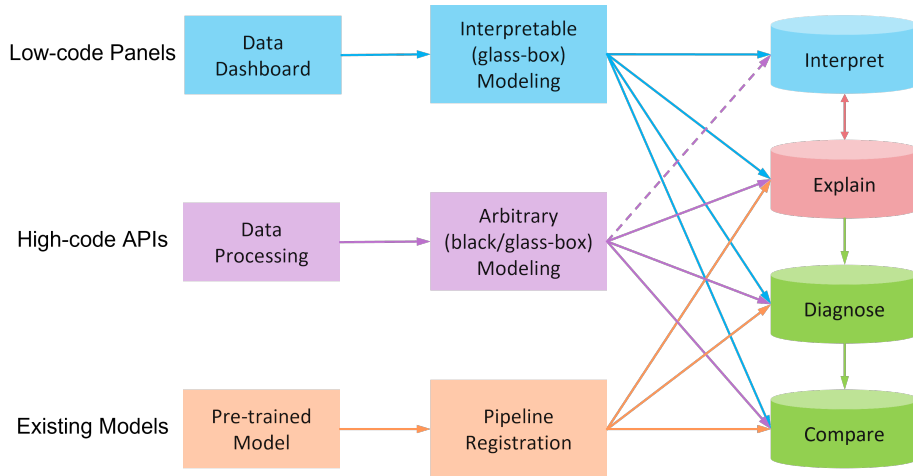 Low-code Panels
Data
Dashboard
Interpretable
(glass-box)
Modeling
Interpret
Explain
High-code APIs
Data
Processing
Arbitrary
(black/glass-box)
Modeling
Diagnose
Existing Models
Pre-trained
Model
Pipeline
Registration
Compare